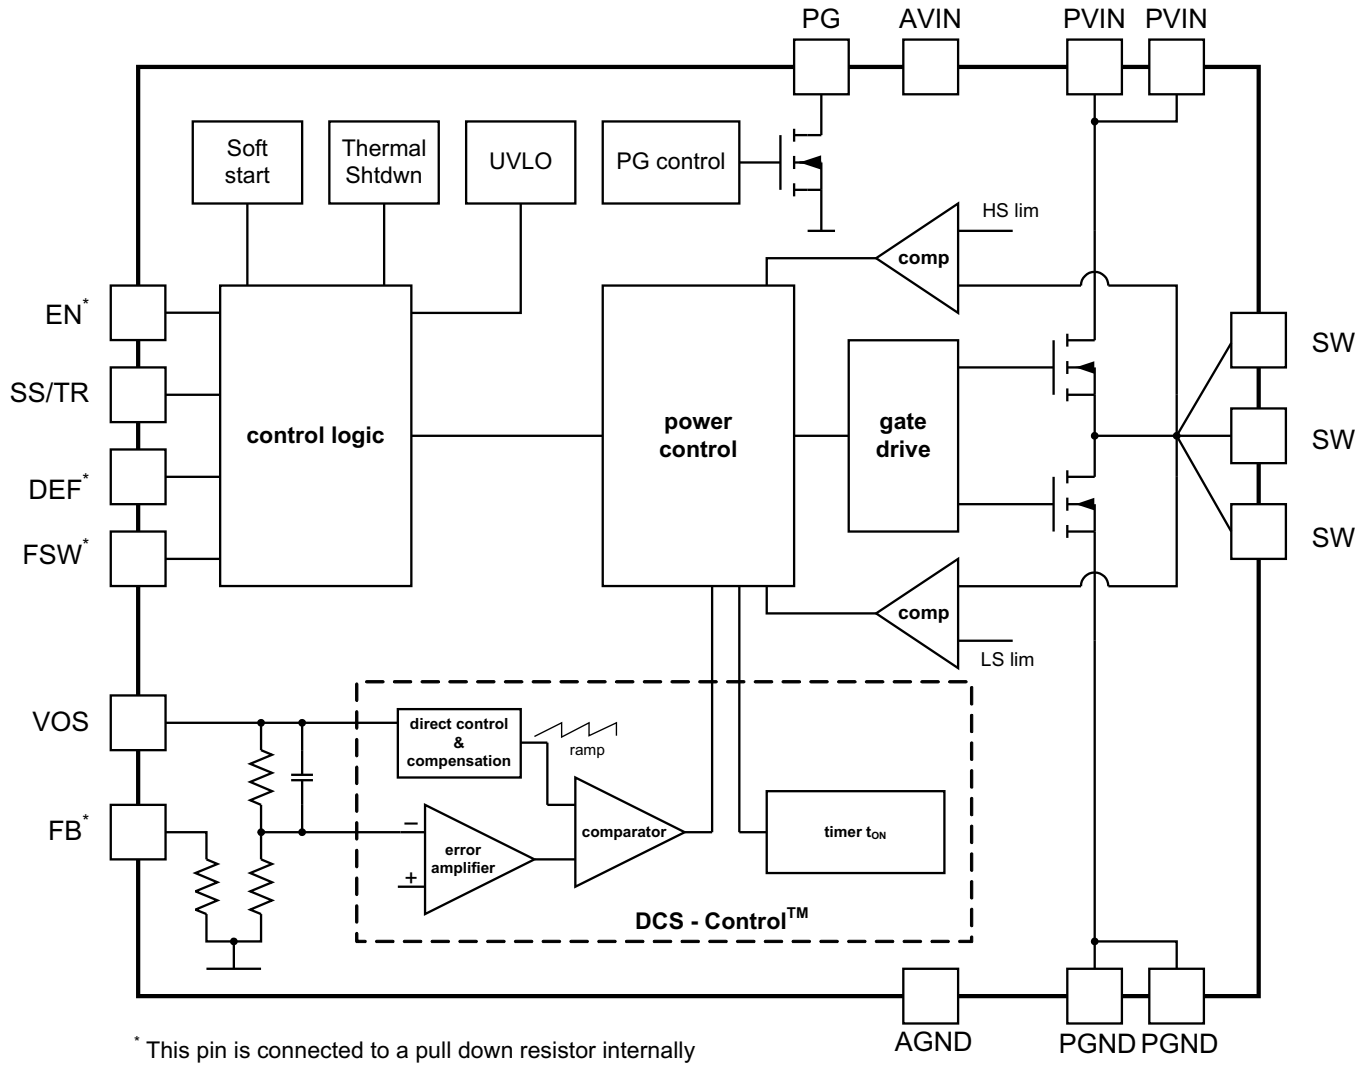 PG AVIN PVIN PVIN
Soft
start
Thermal
Shtdwn
UVLO
PG control
HS lim
comp
EN*
SS/TR
DEF*
FSW*
control logic
power
control
gate
drive
SW
SW
SW
comp
LS lim
VOS
FB*
direct control
&
compensation
ramp
−
+
error
amplifier
comparator
timer tON
DCS - Control™
AGND PGND PGND
* This pin is connected to a pull down resistor internally